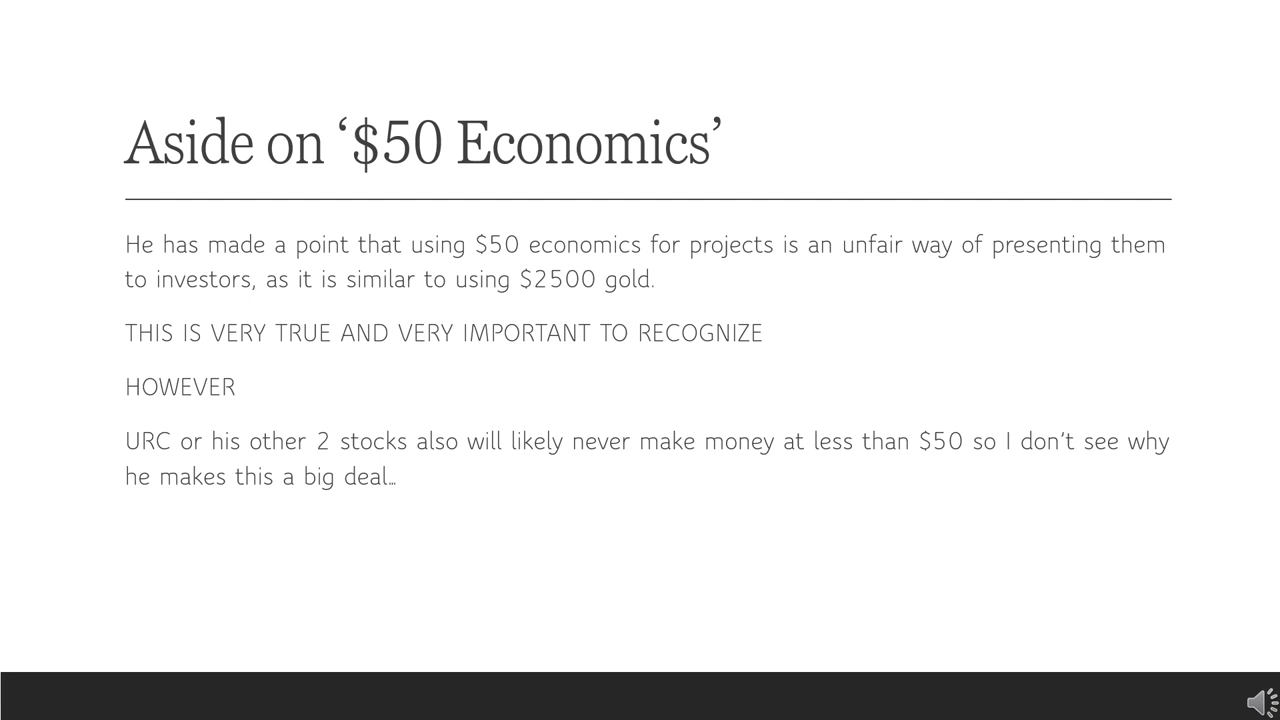 Aside on ‘$50 Economics’
He has made a point that using $50 economics for projects is an unfair way of presenting them
to investors, as it is similar to using $2500 gold.
THIS IS VERY TRUE AND VERY IMPORTANT TO RECOGNIZE
HOWEVER
URC or his other 2 stocks also will likely never make money at less than $50 so I don’t see why
he makes this a big deal…